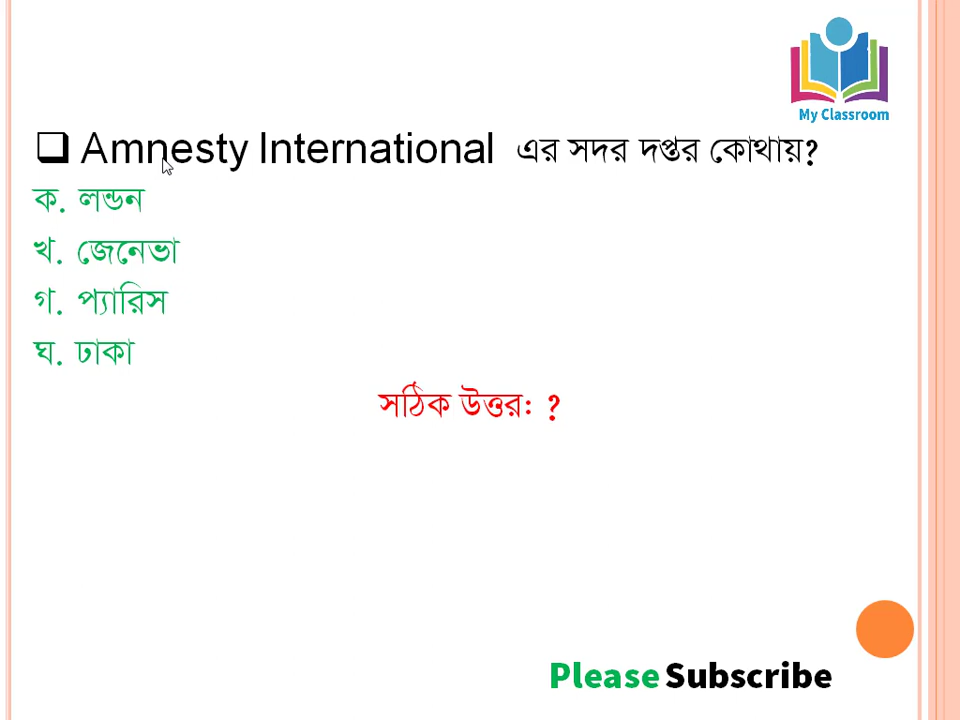 My Classroom
Amnesty International এর সদর দপ্তর কোথায়?
ক. লন্ডন
খ. জেনেভা
গ. প্যারিস
ঘ. ঢাকা
সঠিক উত্তর: ?
Please Subscribe